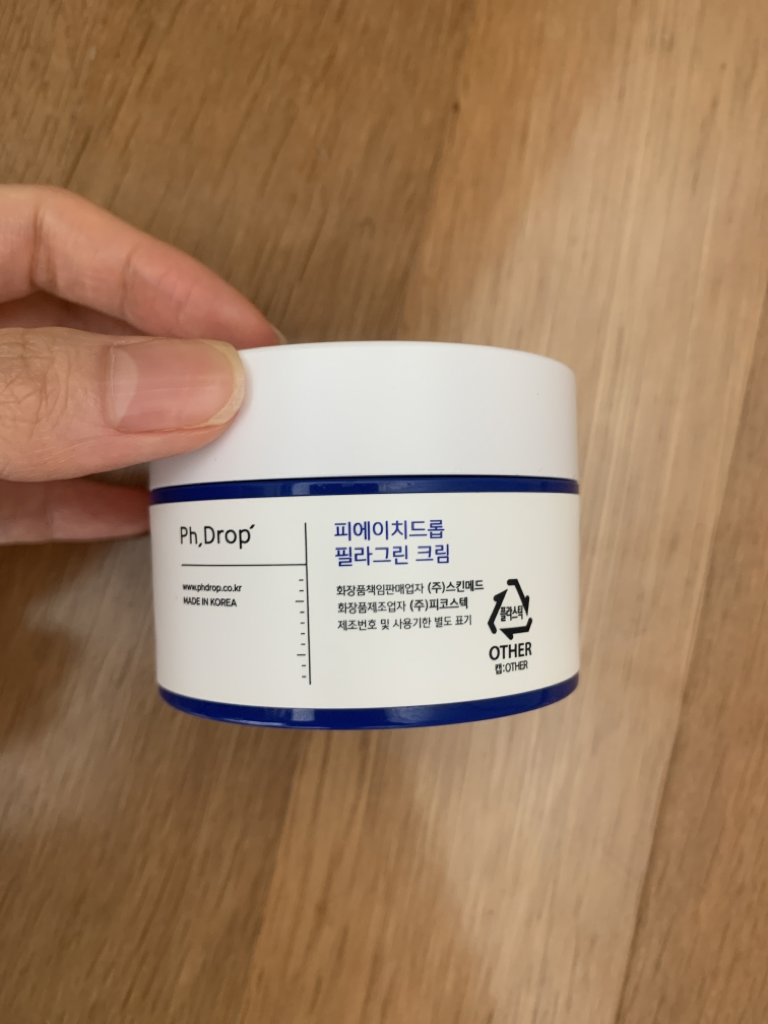 Ph,Drop´
www.phdrop.co.kr
MADE IN KOREA
피에이치드롭
필라그린 크림
화장품책임판매업자 (주)스킨메드
화장품제조업자 (주)피코스텍
제조번호 및 사용기한 별도 표기
플라스틱
OTHER
캡:OTHER